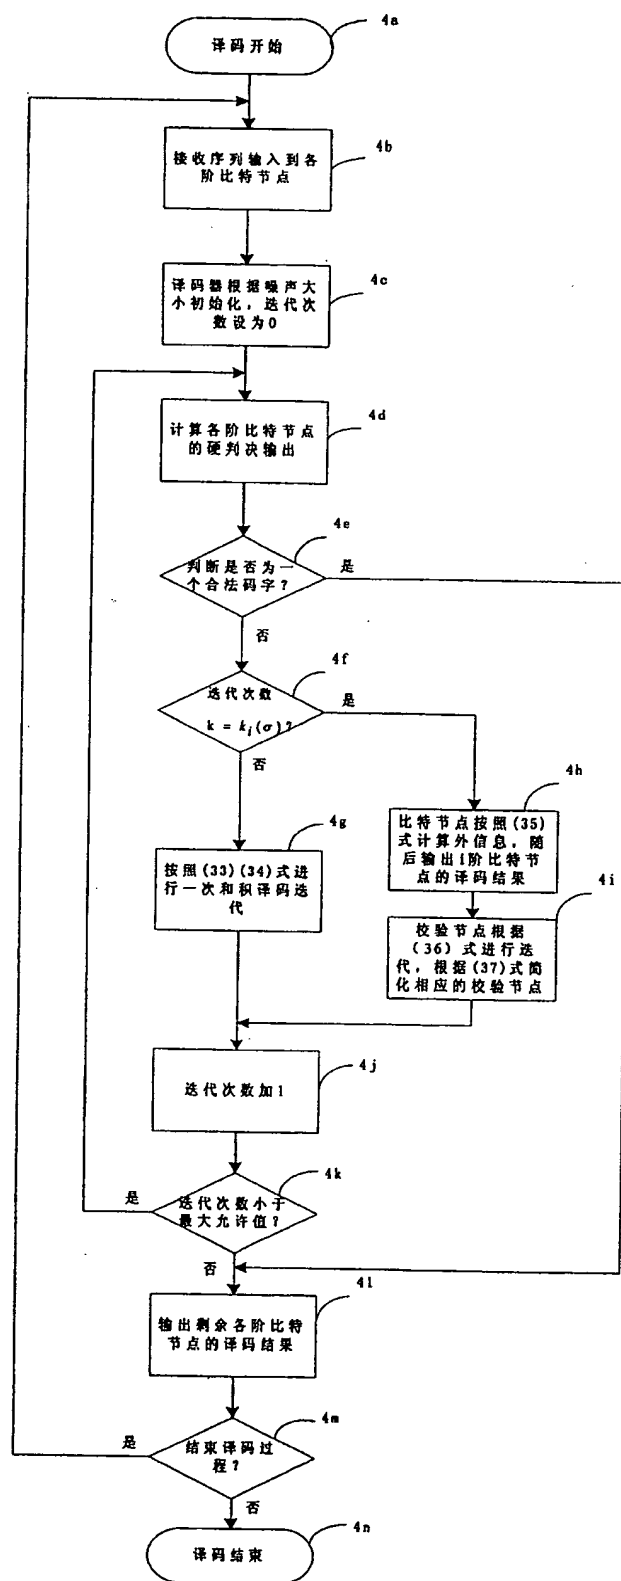 4a
译码开始
4b
接收序列输入到各
阶比特节点
4c
译码器根据噪声大
小初始化，迭代次
数设为0
4d
计算各阶比特节点
的硬判决输出
4e
判断是否为一
个合法码字？
是
否
4f
迭代次数
k = k_i(σ)？
是
否
4g
按照(33)(34)式进
行一次和积译码迭
代
4h
比特节点按照(35)
式计算外信息，随
后输出i阶比特节
点的译码结果
4i
校验节点根据
(36)式进行迭
代，根据(37)式简
化相应的校验节点
4j
迭代次数加1
4k
迭代次数小于
最大允许值？
是
否
4l
输出剩余各阶比特
节点的译码结果
4m
结束译码过
程？
是
否
4n
译码结束